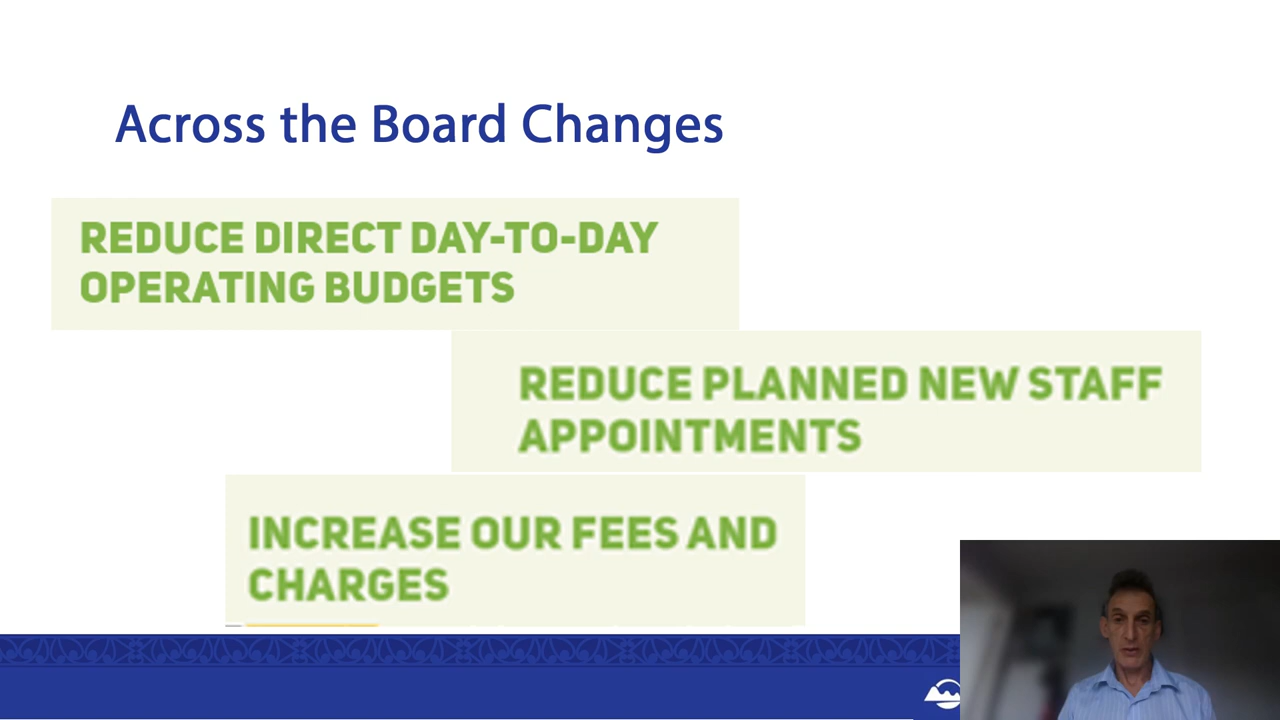 Across the Board Changes
REDUCE DIRECT DAY-TO-DAY
OPERATING BUDGETS
REDUCE PLANNED NEW STAFF
APPOINTMENTS
INCREASE OUR FEES AND
CHARGES